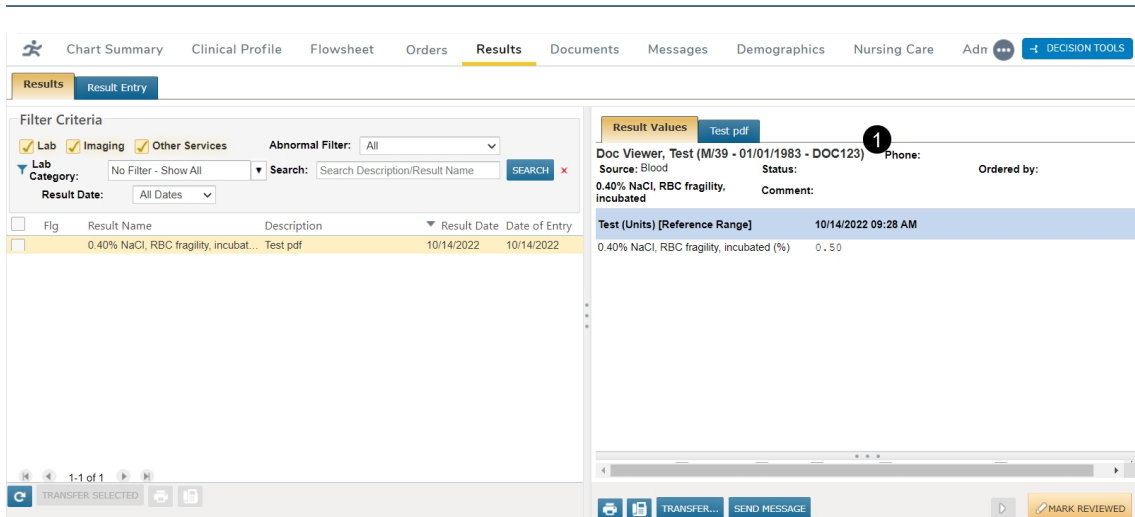 Chart Summary Clinical Profile Flowsheet Orders Results Documents Messages Demographics Nursing Care Adm DECISION TOOLS
Results Result Entry
Filter Criteria
Lab Imaging Other Services Abnormal Filter: All
Lab Category: No Filter - Show All Search: Search Description/Result Name SEARCH ×
Result Date: All Dates
Flg Result Name Description Result Date Date of Entry
0.40% NaCl, RBC fragility, incubat... Test pdf 10/14/2022 10/14/2022
1-1 of 1
TRANSFER SELECTED
Result Values Test pdf
1
Doc Viewer, Test (M/39 - 01/01/1983 - DOC123) Phone:
Source: Blood Status: Ordered by:
0.40% NaCl, RBC fragility, incubated Comment:
Test (Units) [Reference Range] 10/14/2022 09:28 AM
0.40% NaCl, RBC fragility, incubated (%) 0.50
TRANSFER... SEND MESSAGE MARK REVIEWED